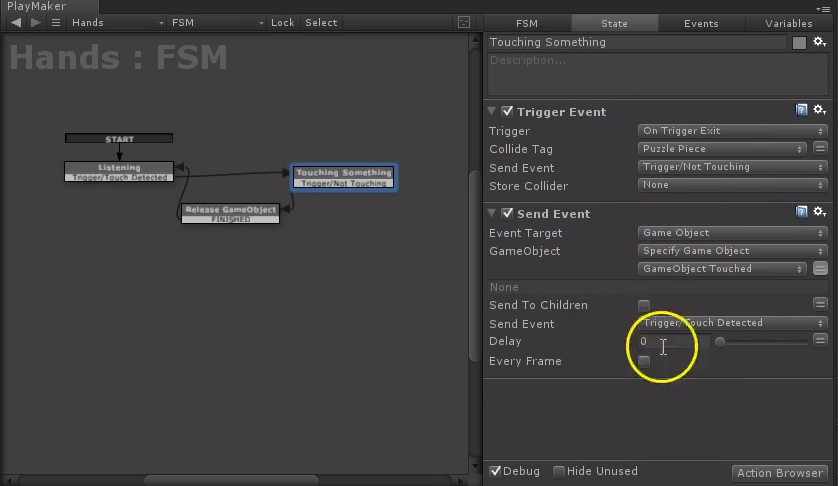 PlayMaker
Hands FSM Lock Select
Hands : FSM
START
Listening
Trigger/Touch Detected
Touching Something
Trigger/Not Touching
Release GameObject
FINISHED
FSM State Events Variables
Touching Something
Description...
Trigger Event
Trigger On Trigger Exit
Collide Tag Puzzle Piece
Send Event Trigger/Not Touching
Store Collider None
Send Event
Event Target Game Object
GameObject Specify Game Object
GameObject Touched
None
Send To Children
Send Event Trigger/Touch Detected
Delay 0
Every Frame
Debug Hide Unused Action Browser